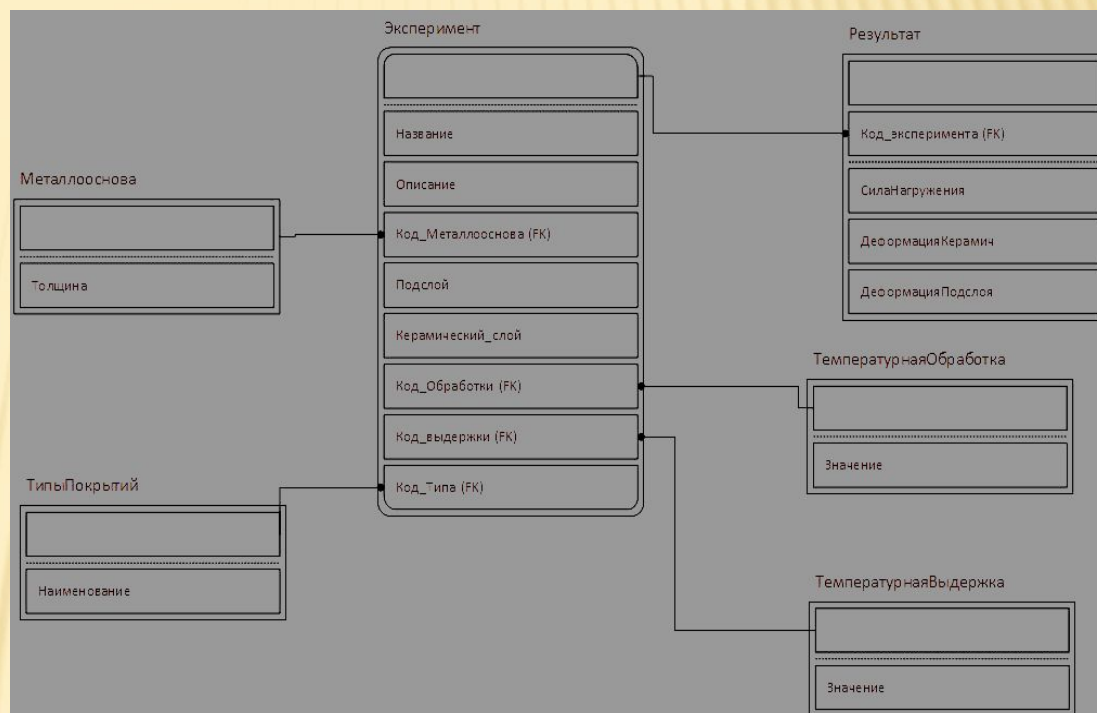 Эксперимент
Название
Описание
Код_Металлооснова (FK)
Подслой
Керамический_слой
Код_Обработки (FK)
Код_выдержки (FK)
Код_Типа (FK)
Результат
Код_эксперимента (FK)
СилаНагружения
ДеформацияКерамич
ДеформацияПодслоя
Металлооснова
Толщина
ТемпературнаяОбработка
Значение
ТипыПокрытий
Наименование
ТемпературнаяВыдержка
Значение